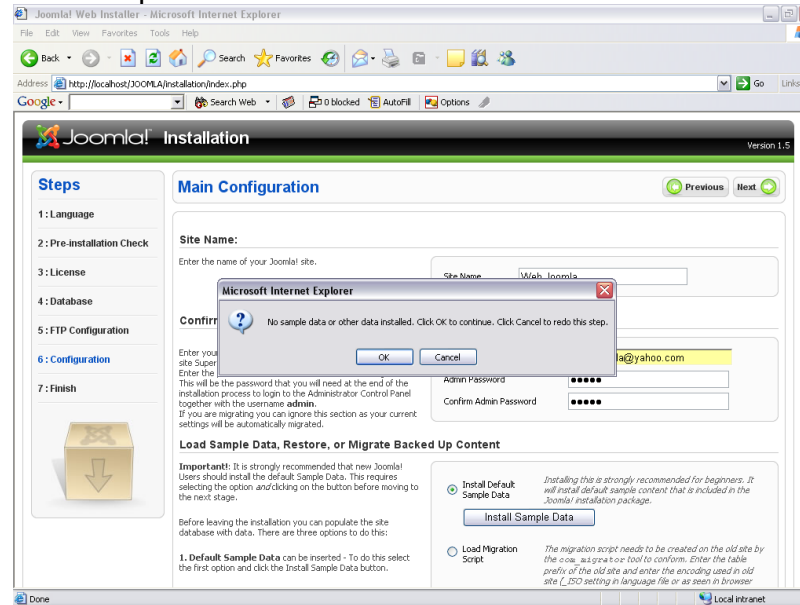 Joomla! Web Installer - Microsoft Internet Explorer
File Edit View Favorites Tools Help
Back Search Favorites
Address http://localhost/JOOMLA/installation/index.php Go Links
Google Search Web 0 blocked AutoFill Options
Joomla! Installation
Version 1.5
Steps
1 : Language
2 : Pre-installation Check
3 : License
4 : Database
5 : FTP Configuration
6 : Configuration
7 : Finish
Main Configuration
Previous Next
Site Name:
Enter the name of your Joomla! site.
Site Name Web Joomla
Microsoft Internet Explorer
No sample data or other data installed. Click OK to continue. Click Cancel to redo this step.
OK Cancel
Confirm
Enter your
site Super
Enter the
This will be the password that you will need at the end of the
installation process to login to the Administrator Control Panel
together with the username admin.
If you are migrating you can ignore this section as your current
settings will be automatically migrated.
la@yahoo.com
Admin Password •••••
Confirm Admin Password •••••
Load Sample Data, Restore, or Migrate Backed Up Content
Important!: It is strongly recommended that new Joomla!
Users should install the default Sample Data. This requires
selecting the option and clicking on the button before moving to
the next stage.
Before leaving the installation you can populate the site
database with data. There are three options to do this:
1. Default Sample Data can be inserted - To do this select
the first option and click the Install Sample Data button.
Install Default
Sample Data
Installing this is strongly recommended for beginners. It
will install default sample content that is included in the
Joomla! installation package.
Install Sample Data
Load Migration
Script
The migration script needs to be created on the old site by
the com_migrator tool to conform. Enter the table
prefix of the old site and enter the encoding used in old
site (_ISO setting in language file or as seen in browser
Done Local intranet